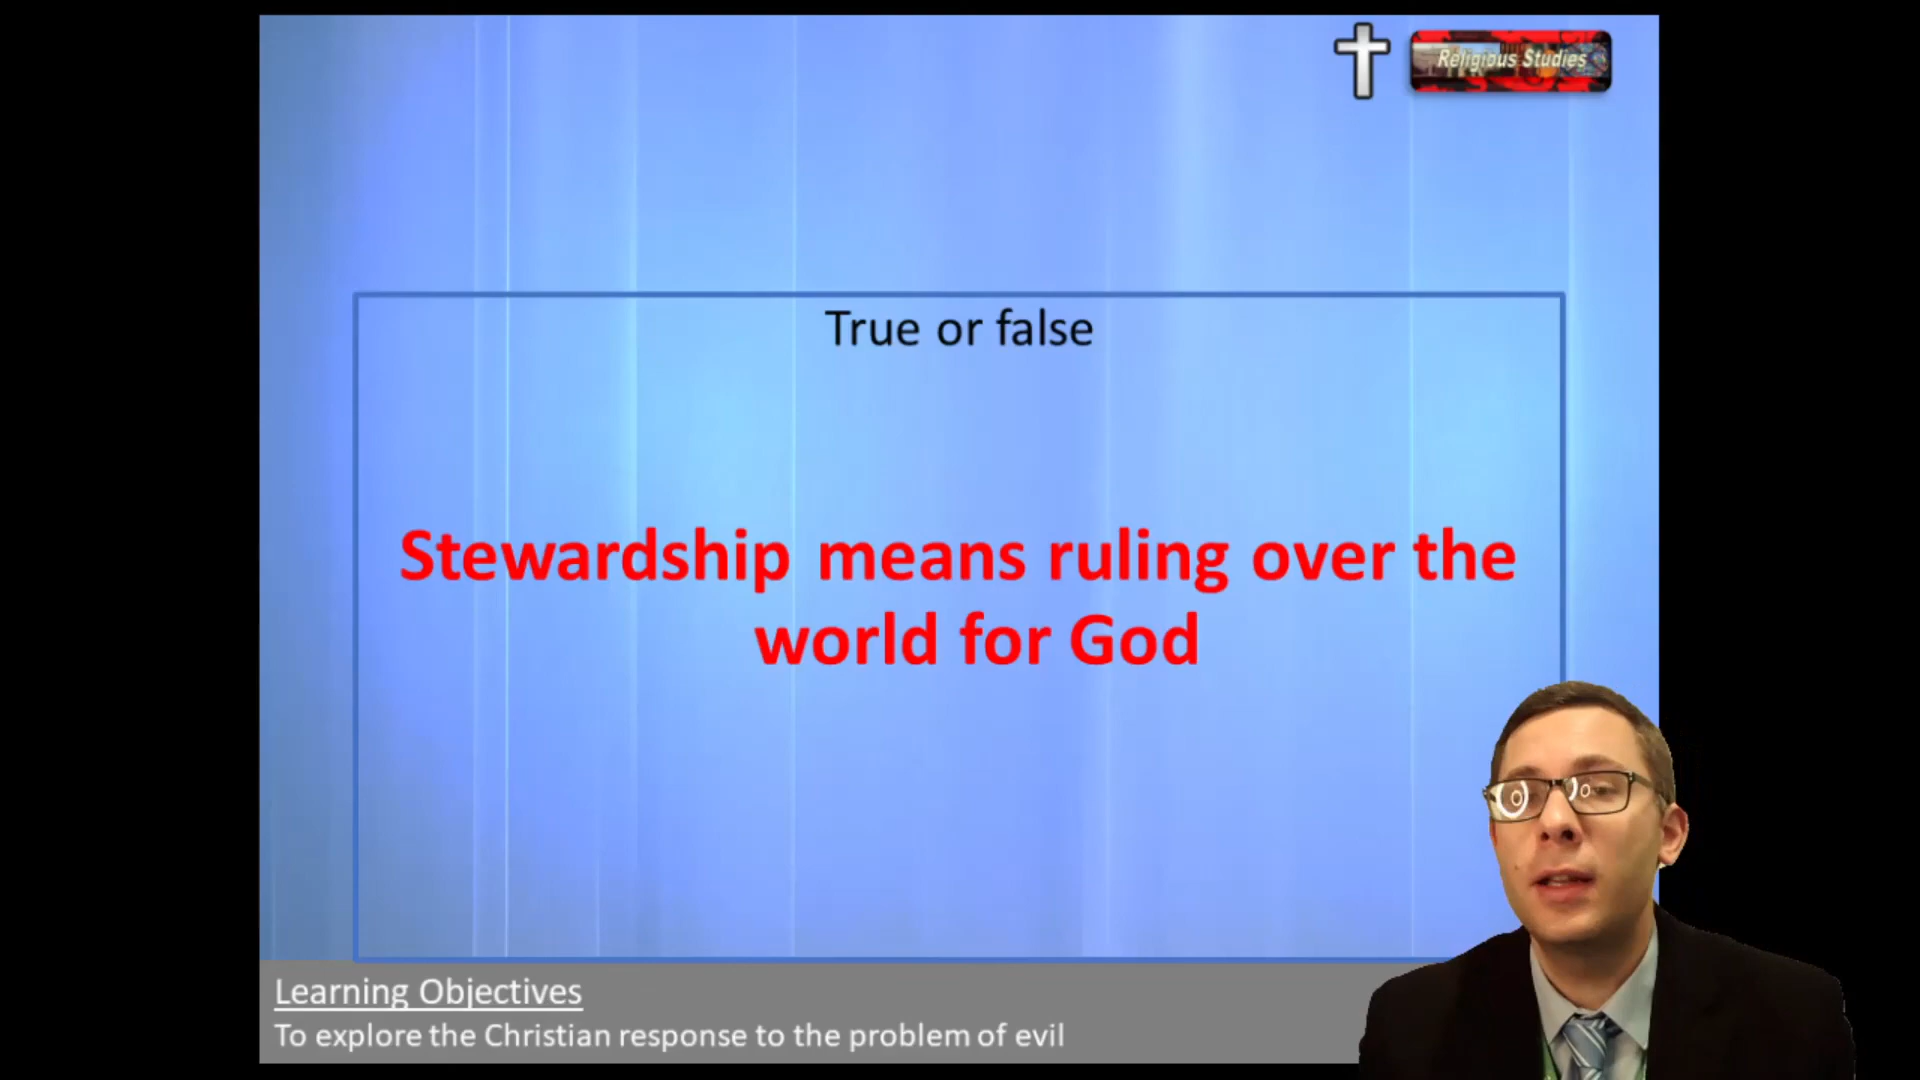 Religious Studies
True or false
Stewardship means ruling over the
world for God
Learning Objectives
To explore the Christian response to the problem of evil